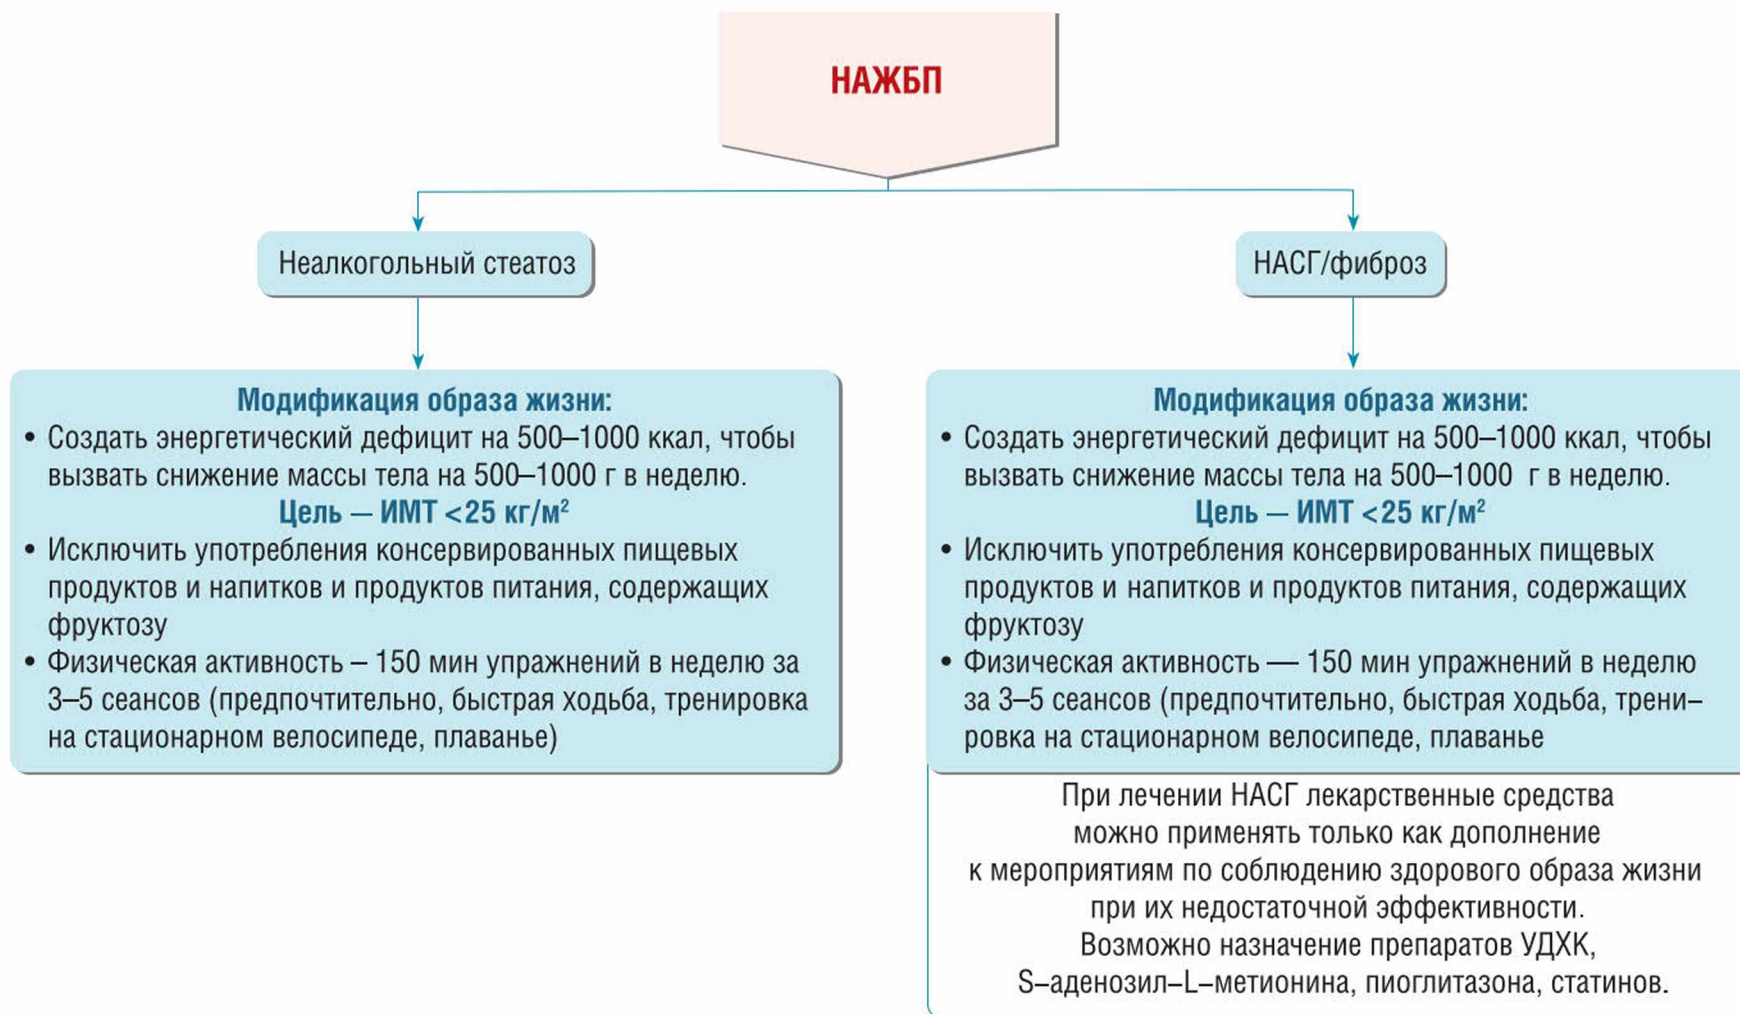 НАЖБП
Неалкогольный стеатоз
НАСГ/фиброз
Модификация образа жизни:
• Создать энергетический дефицит на 500–1000 ккал, чтобы
вызвать снижение массы тела на 500–1000 г в неделю.
Цель — ИМТ <25 кг/м²
• Исключить употребления консервированных пищевых
продуктов и напитков и продуктов питания, содержащих
фруктозу
• Физическая активность – 150 мин упражнений в неделю за
3–5 сеансов (предпочтительно, быстрая ходьба, тренировка
на стационарном велосипеде, плаванье)
Модификация образа жизни:
• Создать энергетический дефицит на 500–1000 ккал, чтобы
вызвать снижение массы тела на 500–1000 г в неделю.
Цель — ИМТ <25 кг/м²
• Исключить употребления консервированных пищевых
продуктов и напитков и продуктов питания, содержащих
фруктозу
• Физическая активность — 150 мин упражнений в неделю
за 3–5 сеансов (предпочтительно, быстрая ходьба, трени–
ровка на стационарном велосипеде, плаванье
При лечении НАСГ лекарственные средства
можно применять только как дополнение
к мероприятиям по соблюдению здорового образа жизни
при их недостаточной эффективности.
Возможно назначение препаратов УДХК,
S–аденозил–L–метионина, пиоглитазона, статинов.